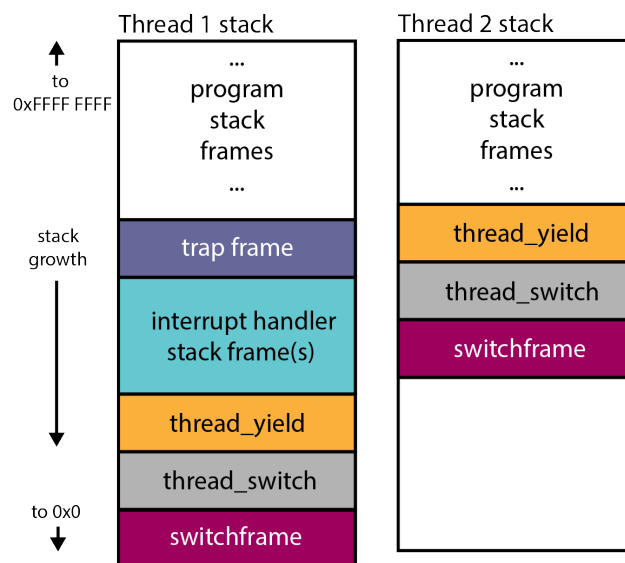 Thread 1 stack
Thread 2 stack
to
0xFFFF FFFF
...
program
stack
frames
...
...
program
stack
frames
...
stack
growth
trap frame
interrupt handler
stack frame(s)
thread_yield
thread_switch
switchframe
thread_yield
thread_switch
switchframe
to 0x0